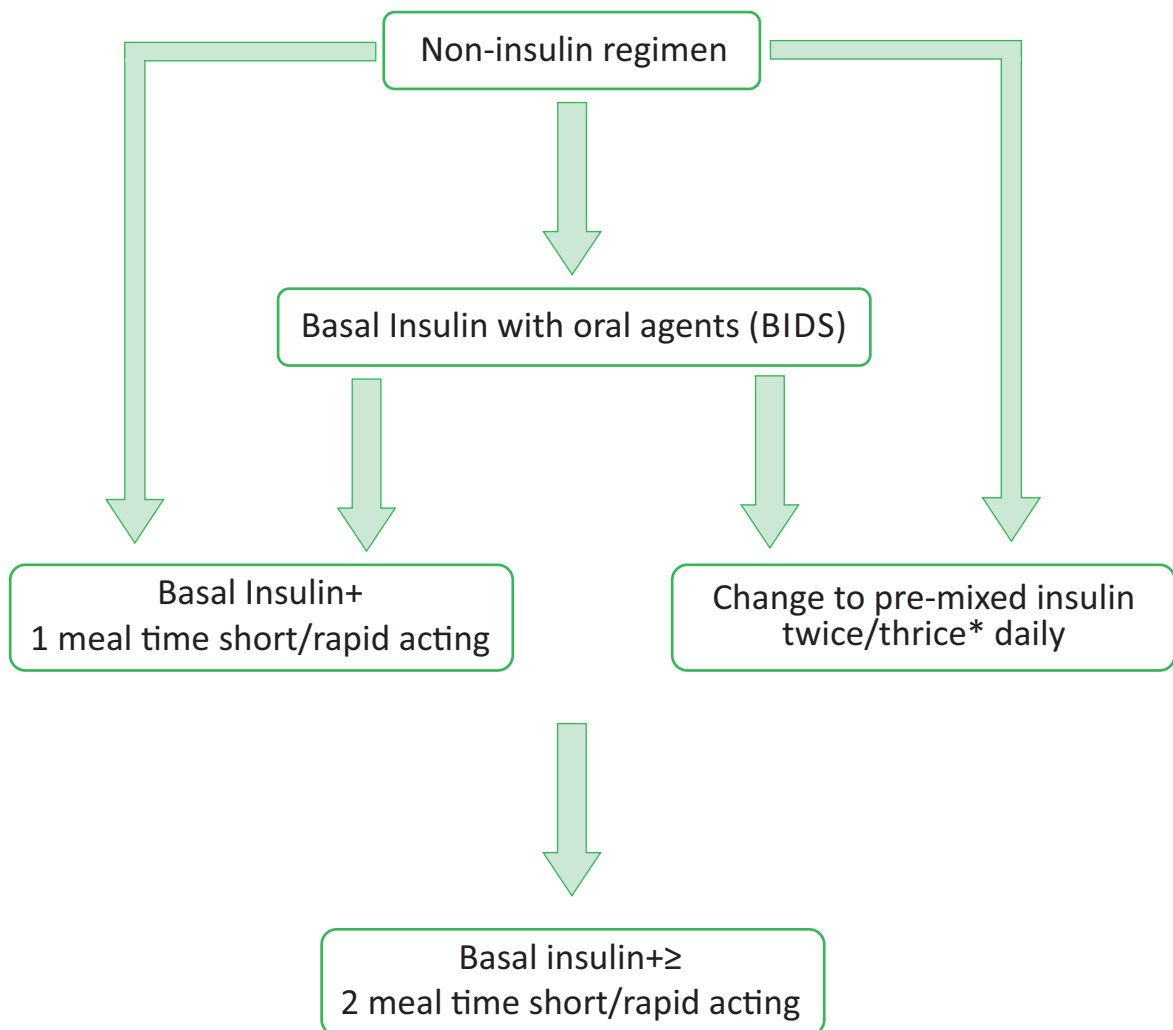 Non-insulin regimen
Basal Insulin with oral agents (BIDS)
Basal Insulin+
1 meal time short/rapid acting
Change to pre-mixed insulin
twice/thrice* daily
Basal insulin+≥
2 meal time short/rapid acting